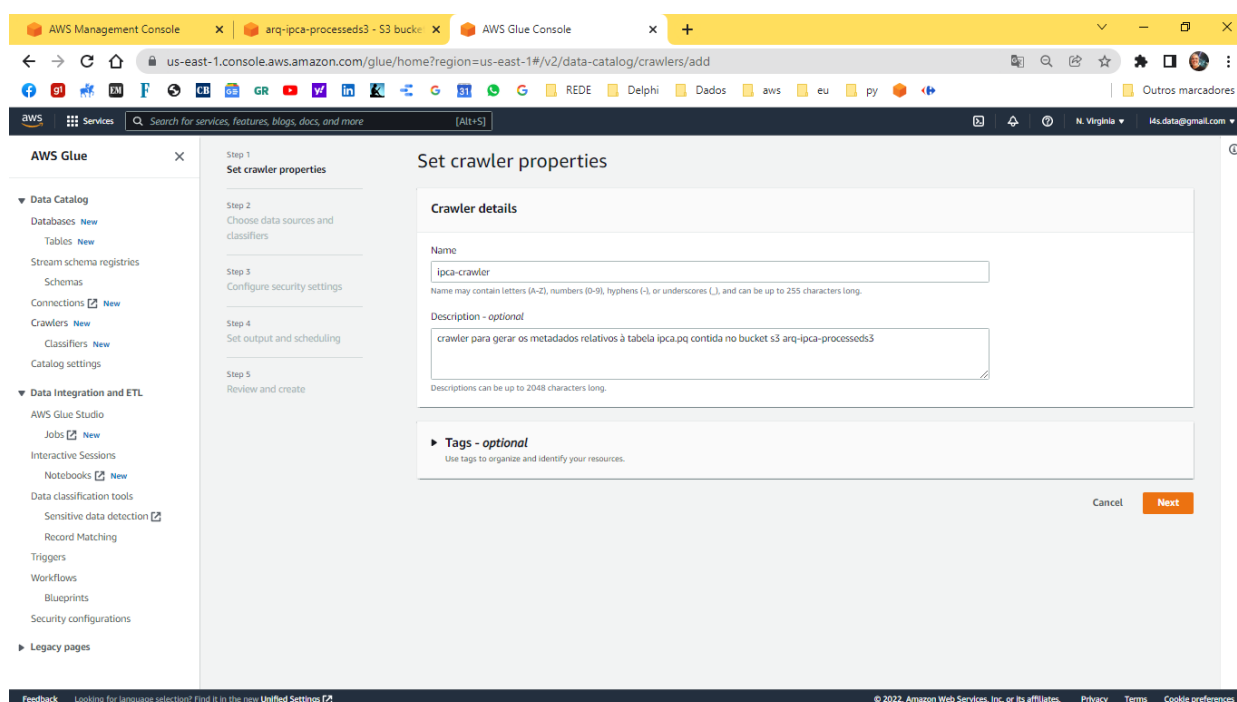 AWS Management Console
arq-ipca-processeds3 - S3 bucke
AWS Glue Console
us-east-1.console.aws.amazon.com/glue/home?region=us-east-1#/v2/data-catalog/crawlers/add
g1 EM F CB GE GR y! in K G 31 G REDE Delphi Dados aws eu py Outros marcadores
aws Services Search for services, features, blogs, docs, and more [Alt+S] N. Virginia i4s.data@gmail.com
AWS Glue
Data Catalog
Databases New
Tables New
Stream schema registries
Schemas
Connections New
Crawlers New
Classifiers New
Catalog settings
Data Integration and ETL
AWS Glue Studio
Jobs New
Interactive Sessions
Notebooks New
Data classification tools
Sensitive data detection
Record Matching
Triggers
Workflows
Blueprints
Security configurations
Legacy pages
Step 1
Set crawler properties
Step 2
Choose data sources and
classifiers
Step 3
Configure security settings
Step 4
Set output and scheduling
Step 5
Review and create
Set crawler properties
Crawler details
Name
ipca-crawler
Name may contain letters (A-Z), numbers (0-9), hyphens (-), or underscores (_), and can be up to 255 characters long.
Description - optional
crawler para gerar os metadados relativos à tabela ipca.pq contida no bucket s3 arq-ipca-processeds3
Descriptions can be up to 2048 characters long.
Tags - optional
Use tags to organize and identify your resources.
Cancel Next
Feedback Looking for language selection? Find it in the new Unified Settings © 2022, Amazon Web Services, Inc. or its affiliates. Privacy Terms Cookie preferences